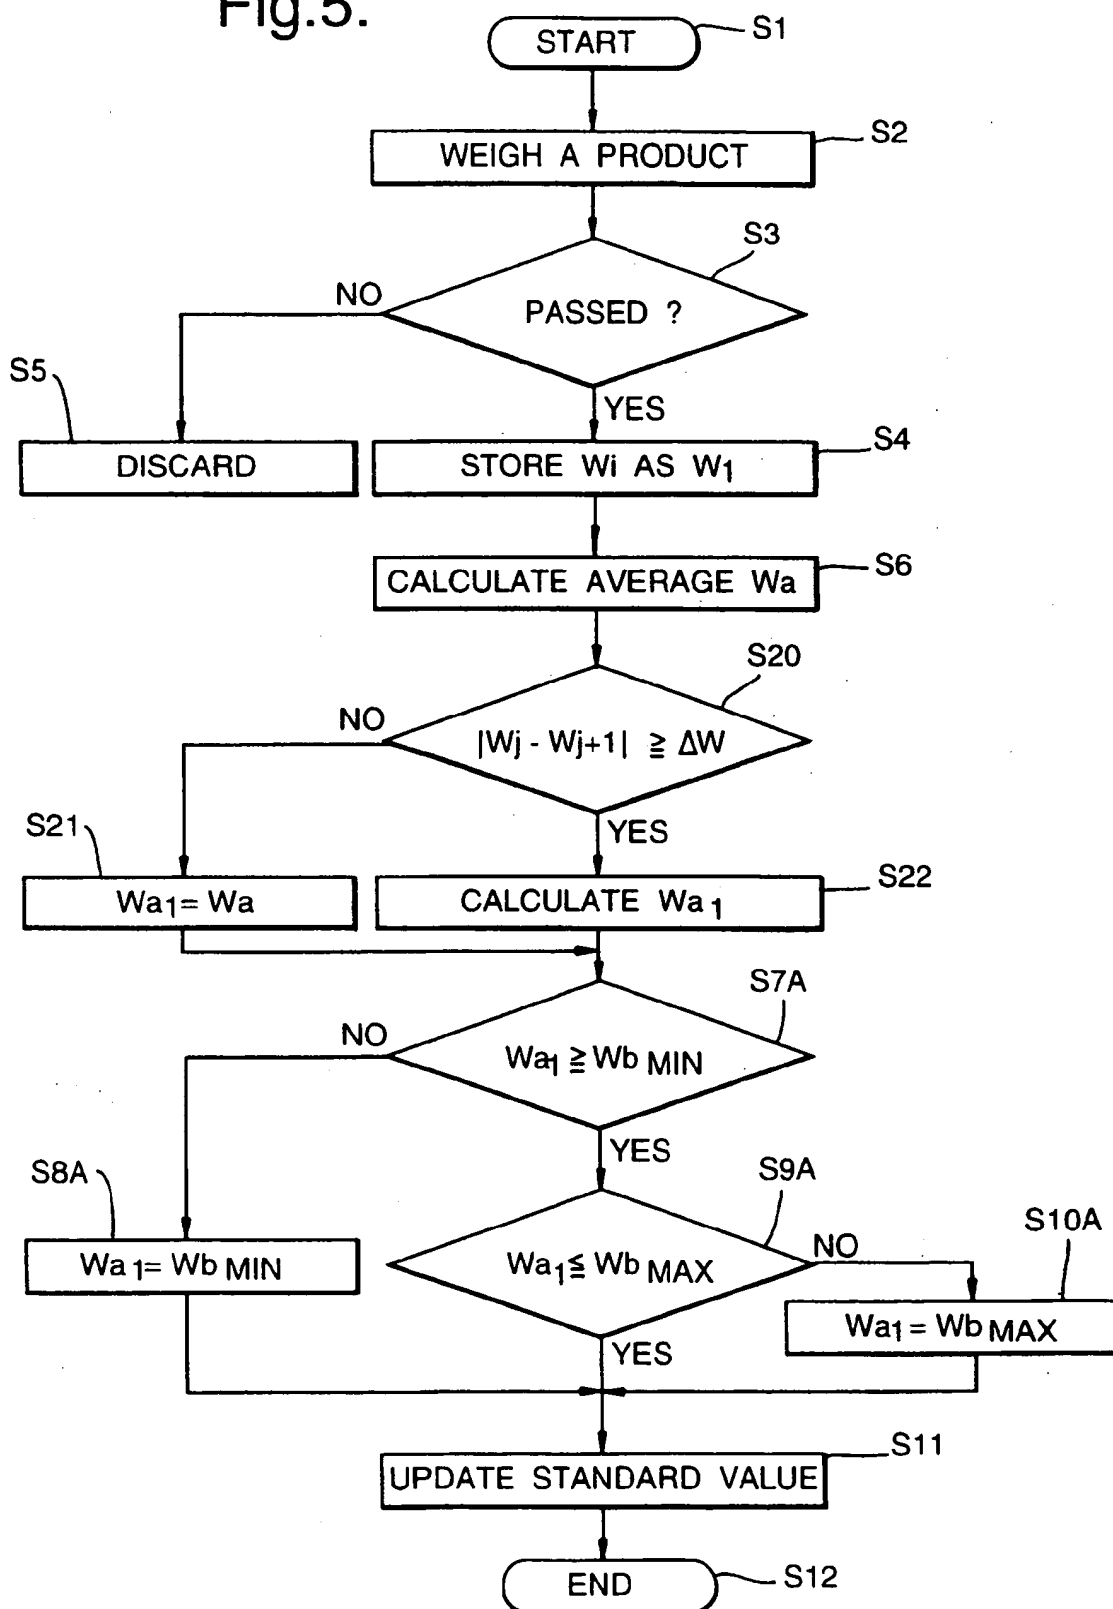 Fig.5.
START
S1
WEIGH A PRODUCT
S2
S3
PASSED ?
NO
YES
S5
DISCARD
STORE Wi AS W1
S4
CALCULATE AVERAGE Wa
S6
S20
|Wj - Wj+1| ≧ ΔW
NO
YES
S21
Wa1= Wa
CALCULATE Wa1
S22
S7A
Wa1 ≧ Wb MIN
NO
YES
S8A
Wa1= Wb MIN
S9A
Wa1≦ Wb MAX
NO
YES
S10A
Wa1 = Wb MAX
UPDATE STANDARD VALUE
S11
END
S12